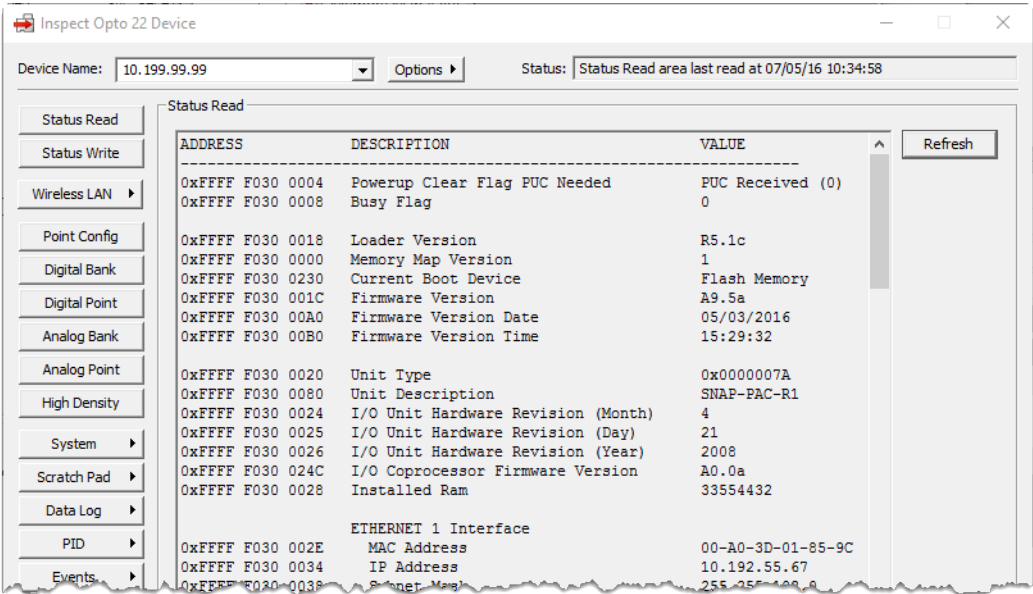 Inspect Opto 22 Device
Device Name: 10.199.99.99 Options Status: Status Read area last read at 07/05/16 10:34:58
Status Read
Status Write
Wireless LAN
Point Config
Digital Bank
Digital Point
Analog Bank
Analog Point
High Density
System
Scratch Pad
Data Log
PID
Events
Status Read
Refresh
ADDRESS DESCRIPTION VALUE
0xFFFF F030 0004 Powerup Clear Flag PUC Needed PUC Received (0)
0xFFFF F030 0008 Busy Flag 0
0xFFFF F030 0018 Loader Version R5.1c
0xFFFF F030 0000 Memory Map Version 1
0xFFFF F030 0230 Current Boot Device Flash Memory
0xFFFF F030 001C Firmware Version A9.5a
0xFFFF F030 00A0 Firmware Version Date 05/03/2016
0xFFFF F030 00B0 Firmware Version Time 15:29:32
0xFFFF F030 0020 Unit Type 0x0000007A
0xFFFF F030 0080 Unit Description SNAP-PAC-R1
0xFFFF F030 0024 I/O Unit Hardware Revision (Month) 4
0xFFFF F030 0025 I/O Unit Hardware Revision (Day) 21
0xFFFF F030 0026 I/O Unit Hardware Revision (Year) 2008
0xFFFF F030 024C I/O Coprocessor Firmware Version A0.0a
0xFFFF F030 0028 Installed Ram 33554432
ETHERNET 1 Interface
0xFFFF F030 002E MAC Address 00-A0-3D-01-85-9C
0xFFFF F030 0034 IP Address 10.192.55.67
0xFFFF F030 0038 Subnet Mask